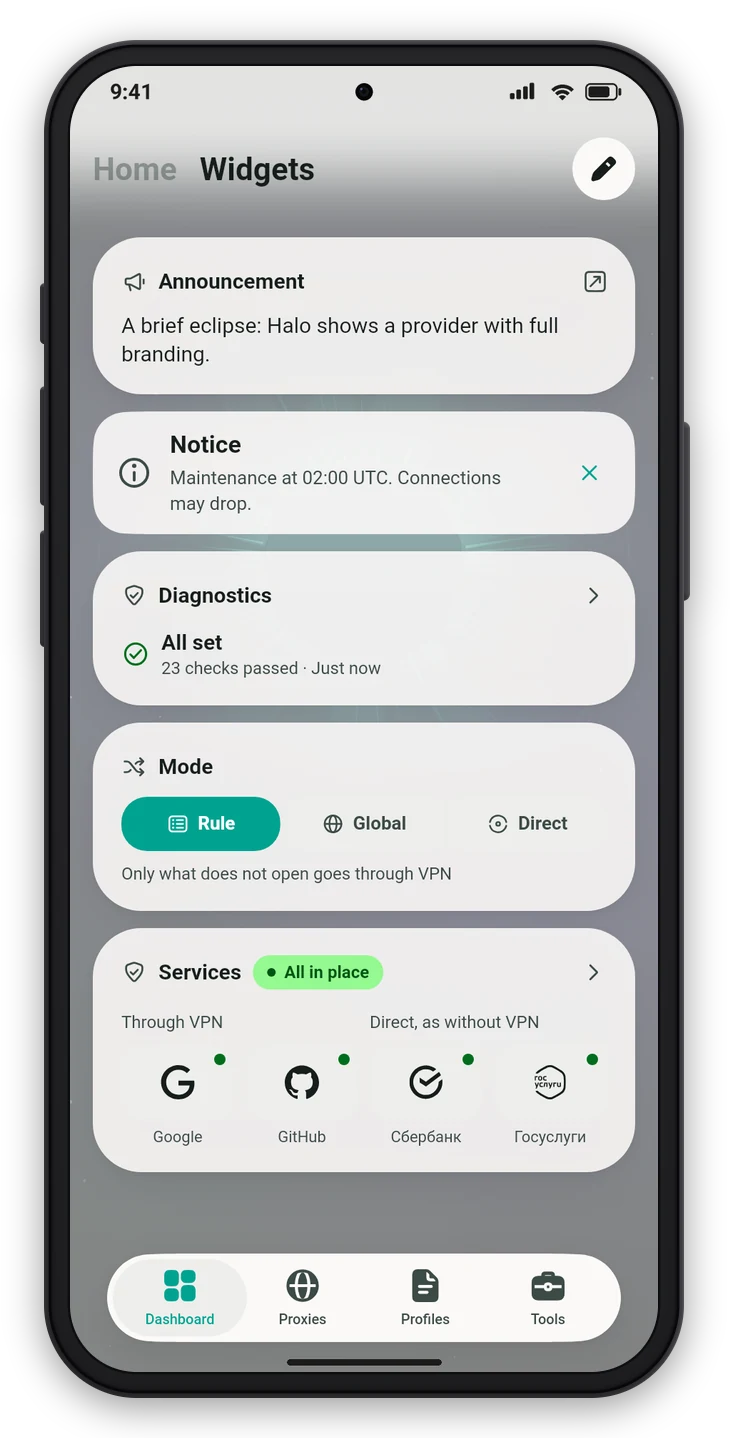 9:41
Home Widgets
Announcement
A brief eclipse: Halo shows a provider with full
branding.
Notice
Maintenance at 02:00 UTC. Connections
may drop.
Diagnostics
All set
23 checks passed · Just now
Mode
Rule Global Direct
Only what does not open goes through VPN
Services All in place
Through VPN Direct, as without VPN
гос
услуги
Google GitHub Сбербанк Госуслуги
Dashboard Proxies Profiles Tools